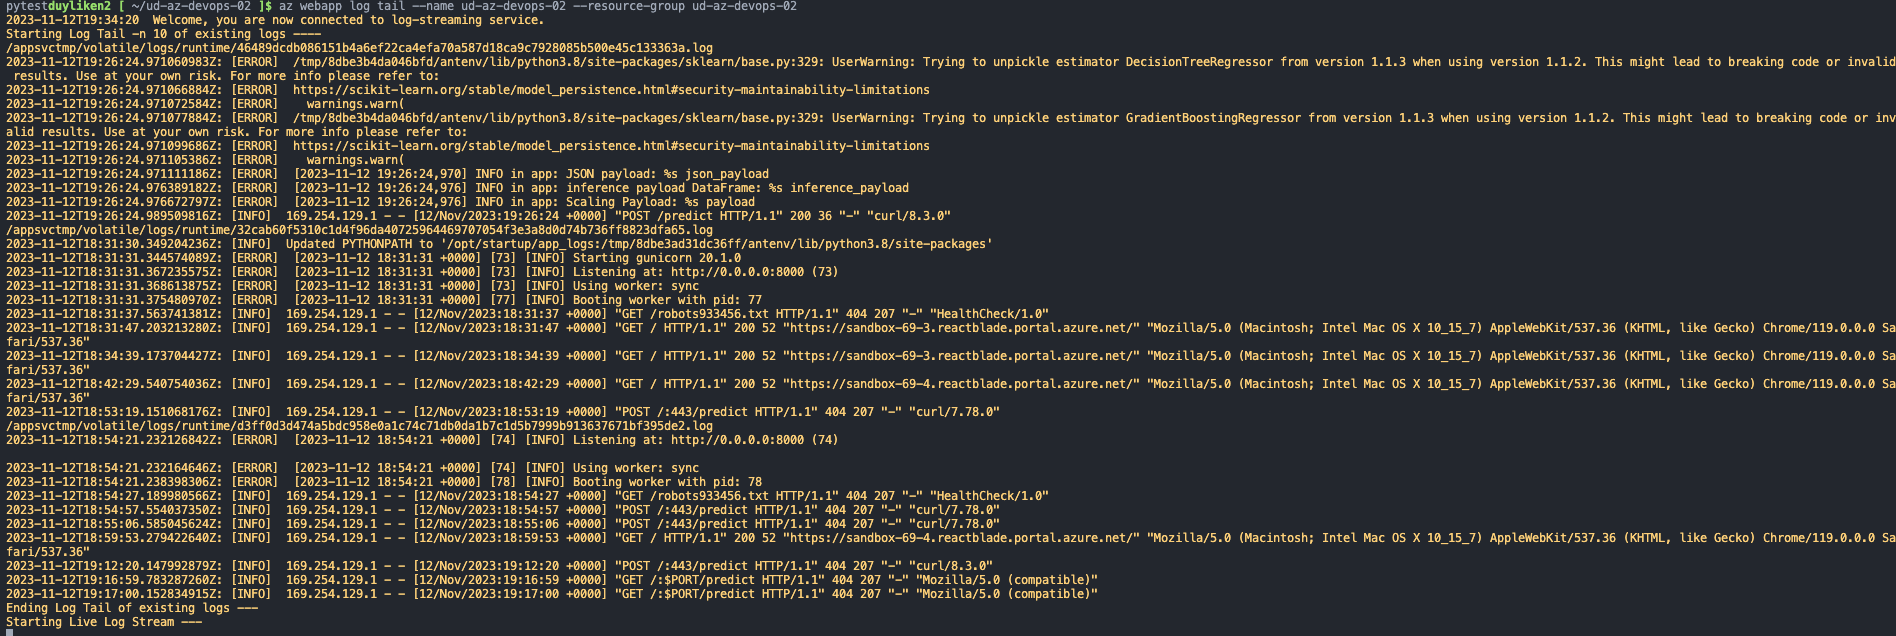 pytestduyliken2 [ ~/ud-az-devops-02 ]$ az webapp log tail --name ud-az-devops-02 --resource-group ud-az-devops-02
2023-11-12T19:34:20  Welcome, you are now connected to log-streaming service.
Starting Log Tail -n 10 of existing logs ----
/appsvctmp/volatile/logs/runtime/46489dcdb086151b4a6ef22ca4efa70a587d18ca9c7928085b500e45c133363a.log
2023-11-12T19:26:24.971060983Z: [ERROR]  /tmp/8dbe3b4da046bfd/antenv/lib/python3.8/site-packages/sklearn/base.py:329: UserWarning: Trying to unpickle estimator DecisionTreeRegressor from version 1.1.3 when using version 1.1.2. This might lead to breaking code or invalid
 results. Use at your own risk. For more info please refer to:
2023-11-12T19:26:24.971066884Z: [ERROR]  https://scikit-learn.org/stable/model_persistence.html#security-maintainability-limitations
2023-11-12T19:26:24.971072584Z: [ERROR]    warnings.warn(
2023-11-12T19:26:24.971077884Z: [ERROR]  /tmp/8dbe3b4da046bfd/antenv/lib/python3.8/site-packages/sklearn/base.py:329: UserWarning: Trying to unpickle estimator GradientBoostingRegressor from version 1.1.3 when using version 1.1.2. This might lead to breaking code or inv
alid results. Use at your own risk. For more info please refer to:
2023-11-12T19:26:24.971099686Z: [ERROR]  https://scikit-learn.org/stable/model_persistence.html#security-maintainability-limitations
2023-11-12T19:26:24.971105386Z: [ERROR]    warnings.warn(
2023-11-12T19:26:24.971111186Z: [ERROR]  [2023-11-12 19:26:24,970] INFO in app: JSON payload: %s json_payload
2023-11-12T19:26:24.976389182Z: [ERROR]  [2023-11-12 19:26:24,976] INFO in app: inference payload DataFrame: %s inference_payload
2023-11-12T19:26:24.976672797Z: [ERROR]  [2023-11-12 19:26:24,976] INFO in app: Scaling Payload: %s payload
2023-11-12T19:26:24.989509816Z: [INFO]  169.254.129.1 - - [12/Nov/2023:19:26:24 +0000] "POST /predict HTTP/1.1" 200 36 "-" "curl/8.3.0"
/appsvctmp/volatile/logs/runtime/32cab60f5310c1d4f96da40725964469707054f3e3a8d0d74b736ff8823dfa65.log
2023-11-12T18:31:30.349204236Z: [INFO]  Updated PYTHONPATH to '/opt/startup/app_logs:/tmp/8dbe3ad31dc36ff/antenv/lib/python3.8/site-packages'
2023-11-12T18:31:31.344574089Z: [ERROR]  [2023-11-12 18:31:31 +0000] [73] [INFO] Starting gunicorn 20.1.0
2023-11-12T18:31:31.367235575Z: [ERROR]  [2023-11-12 18:31:31 +0000] [73] [INFO] Listening at: http://0.0.0.0:8000 (73)
2023-11-12T18:31:31.368613875Z: [ERROR]  [2023-11-12 18:31:31 +0000] [73] [INFO] Using worker: sync
2023-11-12T18:31:31.375480970Z: [ERROR]  [2023-11-12 18:31:31 +0000] [77] [INFO] Booting worker with pid: 77
2023-11-12T18:31:37.563741381Z: [INFO]  169.254.129.1 - - [12/Nov/2023:18:31:37 +0000] "GET /robots933456.txt HTTP/1.1" 404 207 "-" "HealthCheck/1.0"
2023-11-12T18:31:47.203213280Z: [INFO]  169.254.129.1 - - [12/Nov/2023:18:31:47 +0000] "GET / HTTP/1.1" 200 52 "https://sandbox-69-3.reactblade.portal.azure.net/" "Mozilla/5.0 (Macintosh; Intel Mac OS X 10_15_7) AppleWebKit/537.36 (KHTML, like Gecko) Chrome/119.0.0.0 Sa
fari/537.36"
2023-11-12T18:34:39.173704427Z: [INFO]  169.254.129.1 - - [12/Nov/2023:18:34:39 +0000] "GET / HTTP/1.1" 200 52 "https://sandbox-69-3.reactblade.portal.azure.net/" "Mozilla/5.0 (Macintosh; Intel Mac OS X 10_15_7) AppleWebKit/537.36 (KHTML, like Gecko) Chrome/119.0.0.0 Sa
fari/537.36"
2023-11-12T18:42:29.540754036Z: [INFO]  169.254.129.1 - - [12/Nov/2023:18:42:29 +0000] "GET / HTTP/1.1" 200 52 "https://sandbox-69-4.reactblade.portal.azure.net/" "Mozilla/5.0 (Macintosh; Intel Mac OS X 10_15_7) AppleWebKit/537.36 (KHTML, like Gecko) Chrome/119.0.0.0 Sa
fari/537.36"
2023-11-12T18:53:19.151068176Z: [INFO]  169.254.129.1 - - [12/Nov/2023:18:53:19 +0000] "POST /:443/predict HTTP/1.1" 404 207 "-" "curl/7.78.0"
/appsvctmp/volatile/logs/runtime/d3ff0d3d474a5bdc958e0a1c74c71db0da1b7c1d5b7999b913637671bf395de2.log
2023-11-12T18:54:21.232126842Z: [ERROR]  [2023-11-12 18:54:21 +0000] [74] [INFO] Listening at: http://0.0.0.0:8000 (74)
2023-11-12T18:54:21.232164646Z: [ERROR]  [2023-11-12 18:54:21 +0000] [74] [INFO] Using worker: sync
2023-11-12T18:54:21.238398306Z: [ERROR]  [2023-11-12 18:54:21 +0000] [78] [INFO] Booting worker with pid: 78
2023-11-12T18:54:27.189980566Z: [INFO]  169.254.129.1 - - [12/Nov/2023:18:54:27 +0000] "GET /robots933456.txt HTTP/1.1" 404 207 "-" "HealthCheck/1.0"
2023-11-12T18:54:57.554037350Z: [INFO]  169.254.129.1 - - [12/Nov/2023:18:54:57 +0000] "POST /:443/predict HTTP/1.1" 404 207 "-" "curl/7.78.0"
2023-11-12T18:55:06.585045624Z: [INFO]  169.254.129.1 - - [12/Nov/2023:18:55:06 +0000] "POST /:443/predict HTTP/1.1" 404 207 "-" "curl/7.78.0"
2023-11-12T18:59:53.279422640Z: [INFO]  169.254.129.1 - - [12/Nov/2023:18:59:53 +0000] "GET / HTTP/1.1" 200 52 "https://sandbox-69-4.reactblade.portal.azure.net/" "Mozilla/5.0 (Macintosh; Intel Mac OS X 10_15_7) AppleWebKit/537.36 (KHTML, like Gecko) Chrome/119.0.0.0 Sa
fari/537.36"
2023-11-12T19:12:20.147992879Z: [INFO]  169.254.129.1 - - [12/Nov/2023:19:12:20 +0000] "POST /:443/predict HTTP/1.1" 404 207 "-" "curl/8.3.0"
2023-11-12T19:16:59.783287260Z: [INFO]  169.254.129.1 - - [12/Nov/2023:19:16:59 +0000] "GET /:$PORT/predict HTTP/1.1" 404 207 "-" "Mozilla/5.0 (compatible)"
2023-11-12T19:17:00.152834915Z: [INFO]  169.254.129.1 - - [12/Nov/2023:19:17:00 +0000] "GET /:$PORT/predict HTTP/1.1" 404 207 "-" "Mozilla/5.0 (compatible)"
Ending Log Tail of existing logs ---
Starting Live Log Stream ---